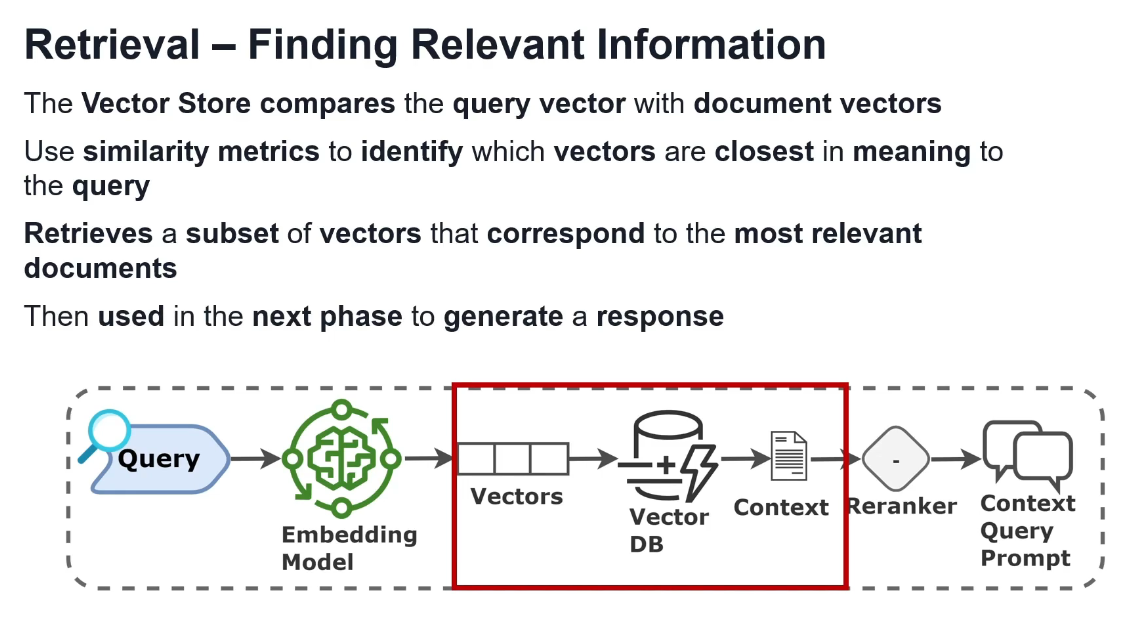 Retrieval – Finding Relevant Information
The Vector Store compares the query vector with document vectors
Use similarity metrics to identify which vectors are closest in meaning to
the query
Retrieves a subset of vectors that correspond to the most relevant
documents
Then used in the next phase to generate a response
Query
Embedding
Model
Vectors
Vector
DB
Context
-
Reranker
Context
Query
Prompt